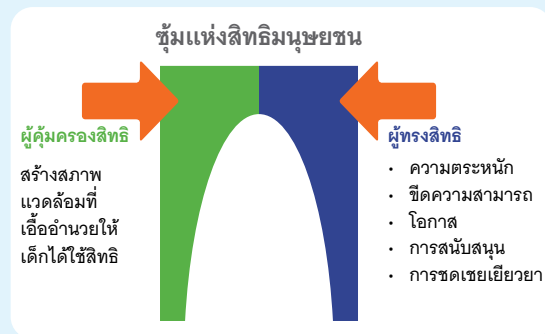 ซุ้มแห่งสิทธิมนุษยชน
ผู้คุ้มครองสิทธิ
สร้างสภาพ
แวดล้อมที่
เอื้ออำนวยให้
เด็กได้ใช้สิทธิ
ผู้ทรงสิทธิ
• ความตระหนัก
• ขีดความสามารถ
• โอกาส
• การสนับสนุน
• การชดเชยเยียวยา